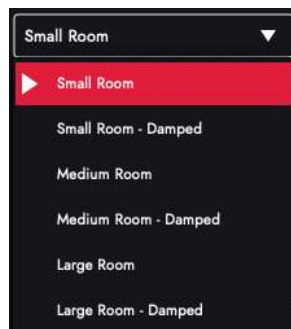 Small Room
Small Room
Small Room - Damped
Medium Room
Medium Room - Damped
Large Room
Large Room - Damped